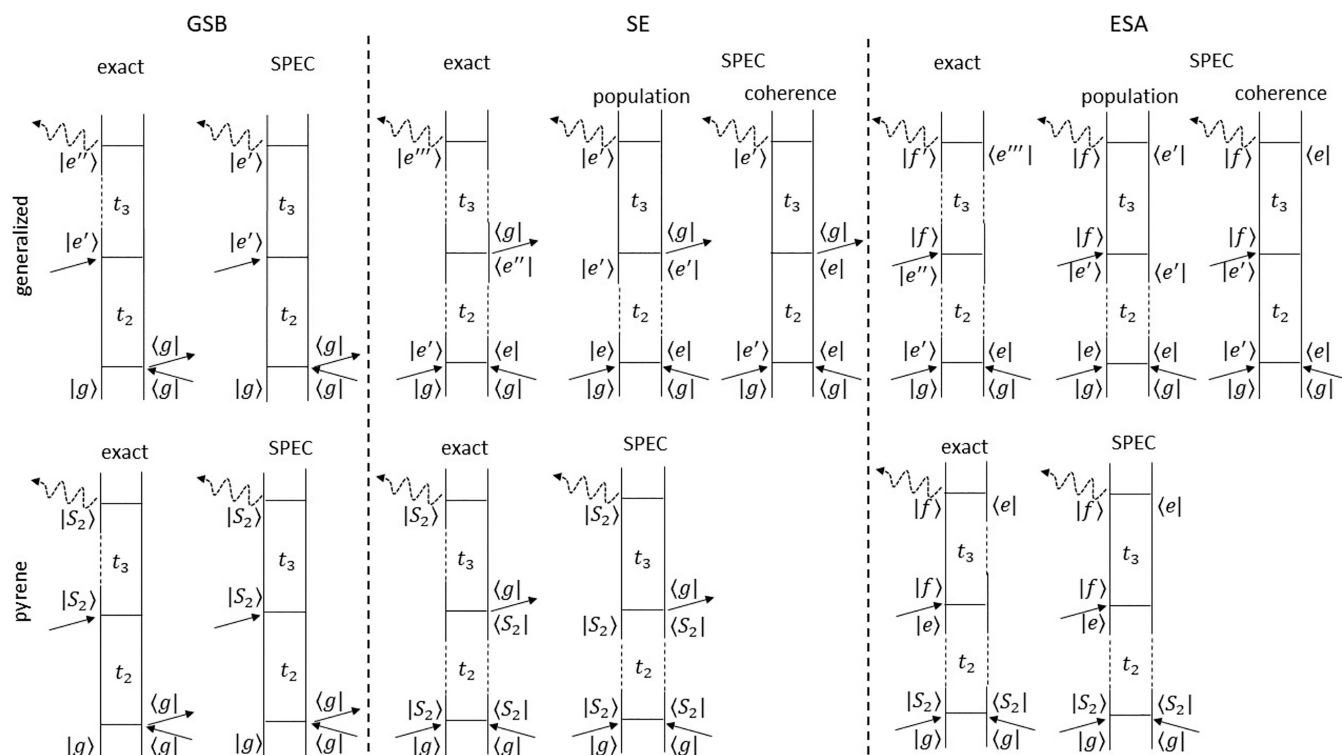 GSB SE ESA
exact SPEC exact SPEC exact SPEC
population coherence population coherence
generalized
|e''⟩ |e'⟩ |e'''⟩ |e'⟩ |e'⟩ |f'⟩ ⟨e'''| |f⟩ ⟨e'| |f⟩ ⟨e|
t₃ t₃ t₃ t₃ t₃ t₃ t₃ t₃
|e'⟩ |e'⟩ ⟨g| ⟨g| ⟨g| |f⟩ |f⟩ |f⟩
⟨e''| |e'⟩ ⟨e'| ⟨e| |e''⟩ |e'⟩ ⟨e'| |e'⟩
t₂ t₂ t₂ t₂ t₂ t₂ t₂ t₂
⟨g| ⟨g| |e'⟩ ⟨e| |e⟩ ⟨e| |e'⟩ ⟨e| |e'⟩ ⟨e| |e⟩ ⟨e| |e'⟩ ⟨e|
|g⟩ ⟨g| |g⟩ ⟨g| |g⟩ ⟨g| |g⟩ ⟨g| |g⟩ ⟨g| |g⟩ ⟨g| |g⟩ ⟨g| |g⟩ ⟨g|
exact SPEC exact SPEC exact SPEC
pyrene
|S₂⟩ |S₂⟩ |S₂⟩ |S₂⟩ |f⟩ ⟨e| |f⟩ ⟨e|
t₃ t₃ t₃ t₃ t₃ t₃
|S₂⟩ |S₂⟩ ⟨g| ⟨g| |f⟩ |f⟩
⟨S₂| |S₂⟩ ⟨S₂| |e⟩ |e⟩
t₂ t₂ t₂ t₂ t₂ t₂
⟨g| ⟨g| |S₂⟩ ⟨S₂| |S₂⟩ ⟨S₂| |S₂⟩ ⟨S₂| |S₂⟩ ⟨S₂|
|g⟩ ⟨g| |g⟩ ⟨g| |g⟩ ⟨g| |g⟩ ⟨g| |g⟩ ⟨g| |g⟩ ⟨g|